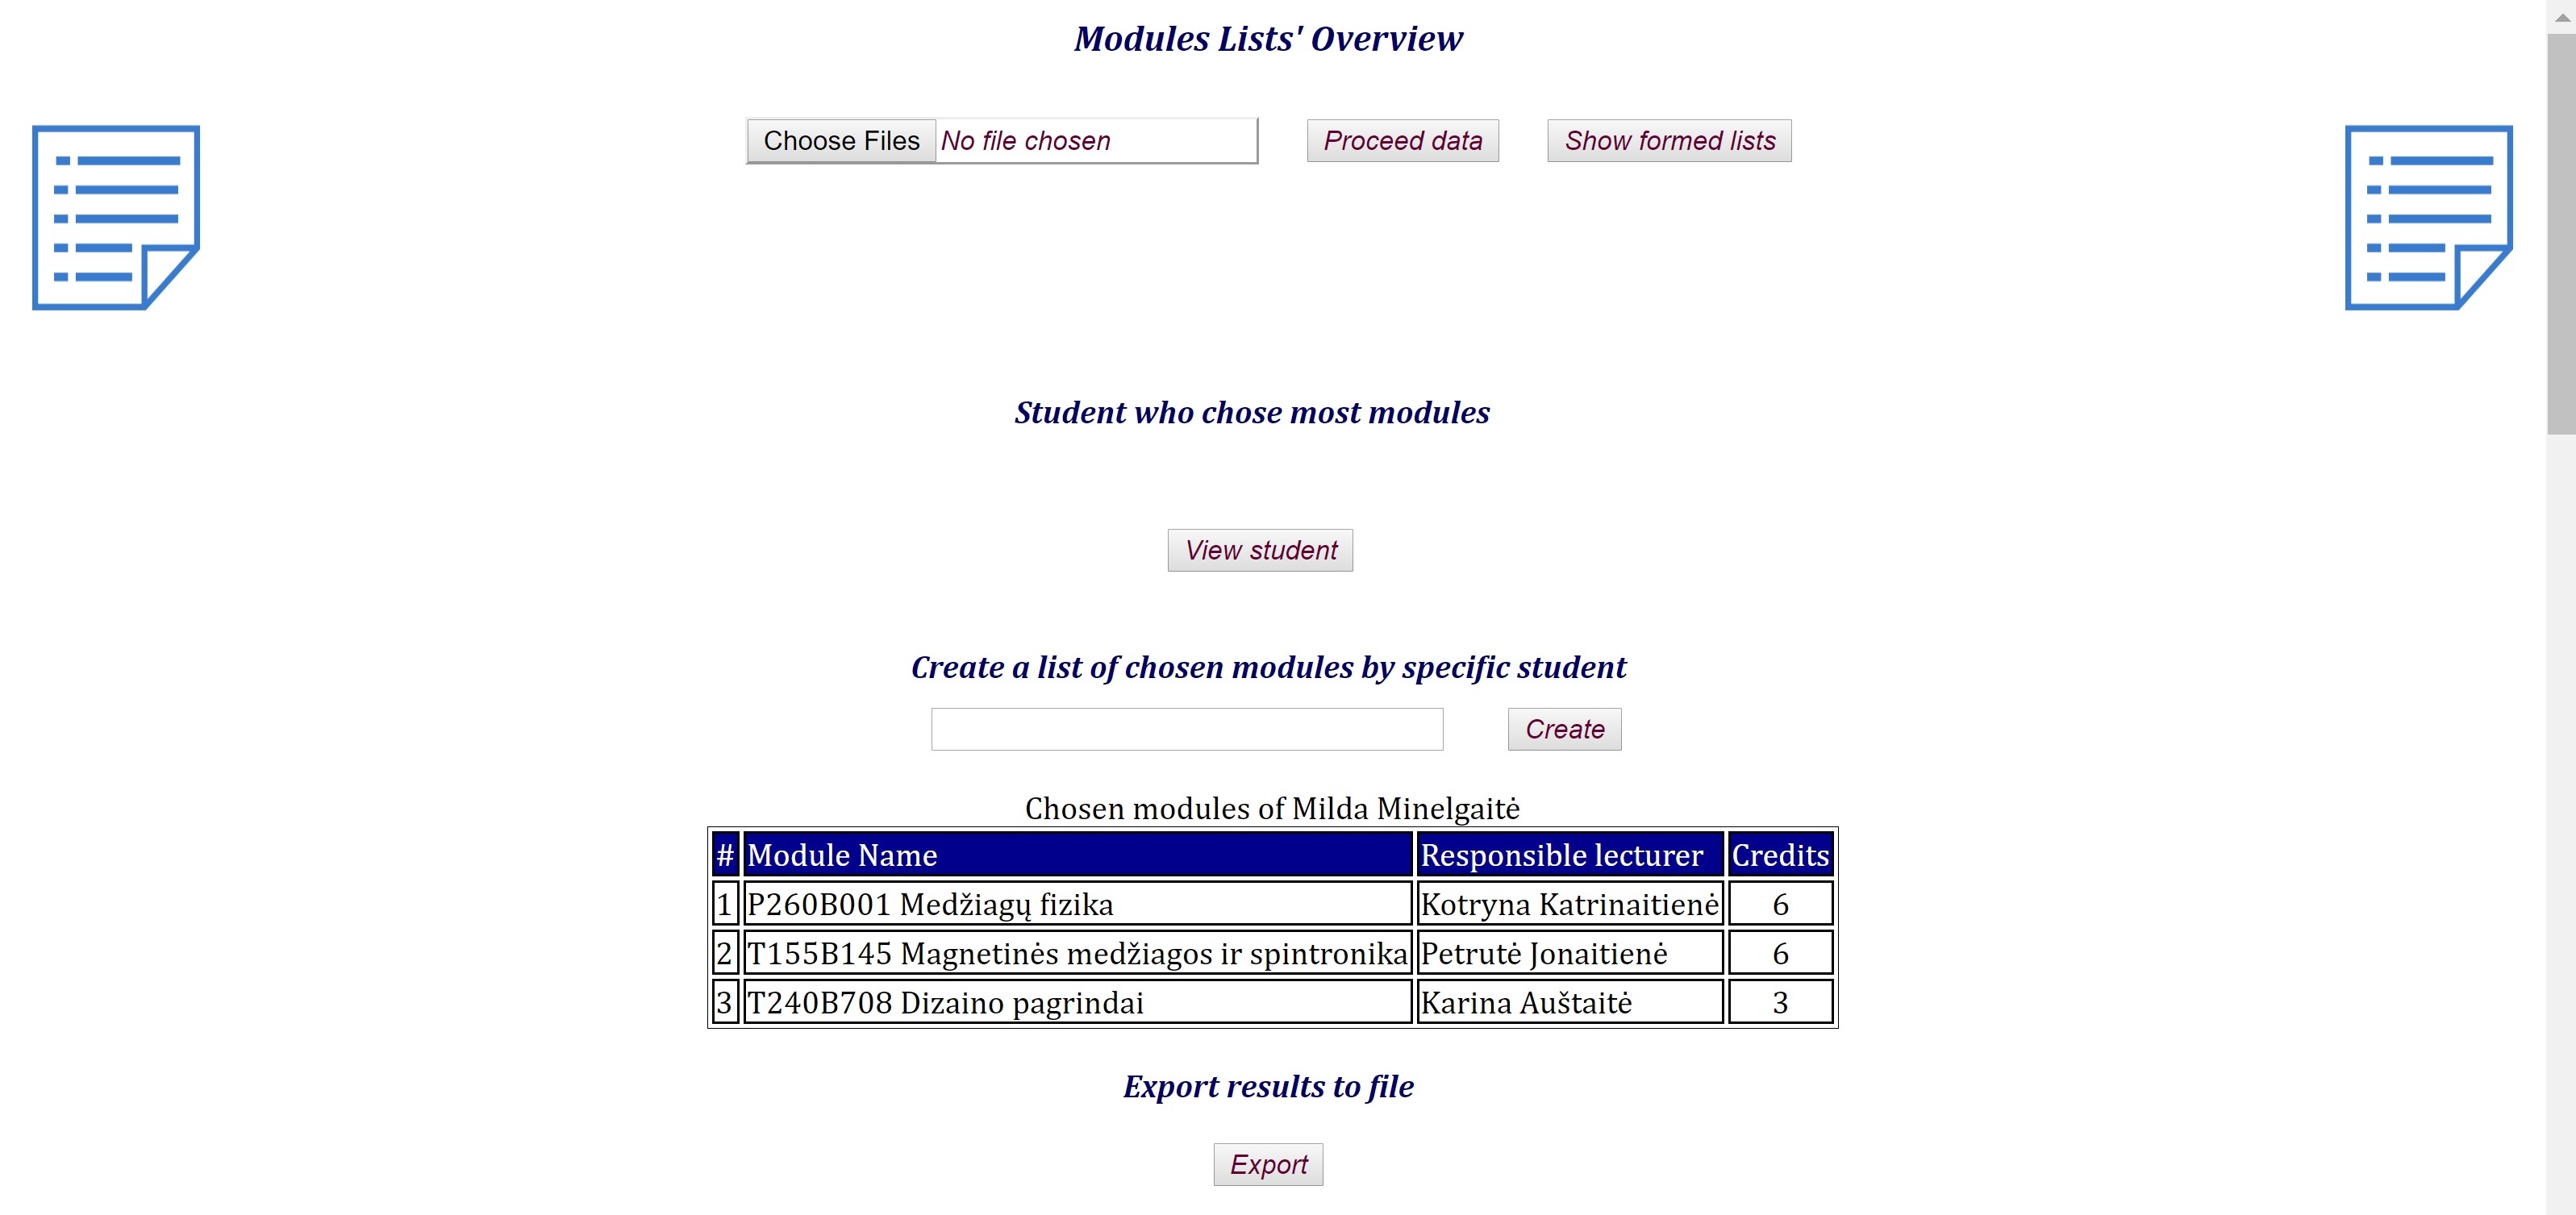 Modules Lists' Overview
Choose Files No file chosen Proceed data Show formed lists
Student who chose most modules
View student
Create a list of chosen modules by specific student
Create
Chosen modules of Milda Minelgaitė
# Module Name Responsible lecturer Credits
1 P260B001 Medžiagų fizika Kotryna Katrinaitienė 6
2 T155B145 Magnetinės medžiagos ir spintronika Petrutė Jonaitienė 6
3 T240B708 Dizaino pagrindai Karina Auštaitė 3
Export results to file
Export